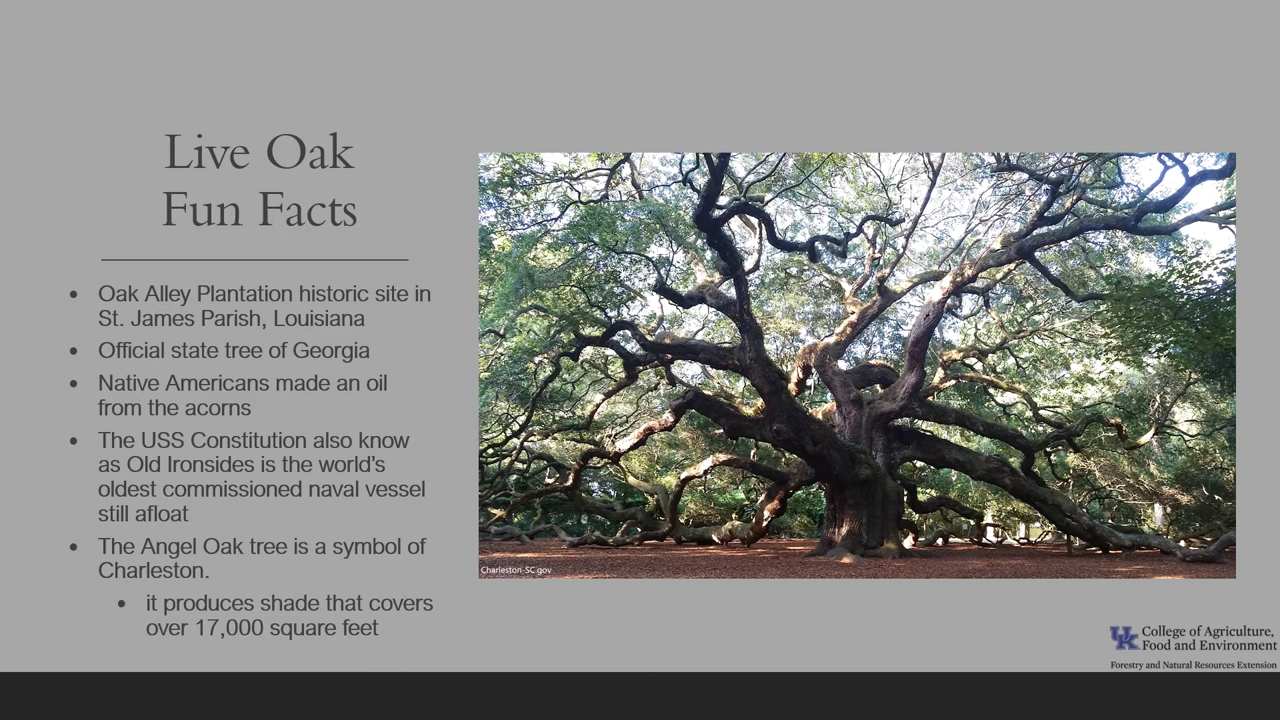 Live Oak
Fun Facts
• Oak Alley Plantation historic site in
St. James Parish, Louisiana
• Official state tree of Georgia
• Native Americans made an oil
from the acorns
• The USS Constitution also know
as Old Ironsides is the world’s
oldest commissioned naval vessel
still afloat
• The Angel Oak tree is a symbol of
Charleston.
• it produces shade that covers
over 17,000 square feet
Charleston-SC.gov
UK College of Agriculture,
Food and Environment
Forestry and Natural Resources Extension